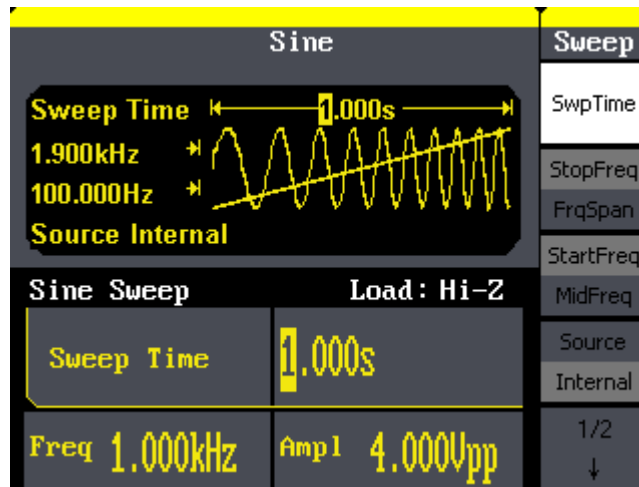 Sine
Sweep
Sweep Time 1.000s
1.900kHz
100.000Hz
Source Internal
SwpTime
StopFreq
FrqSpan
StartFreq
MidFreq
Source
Internal
1/2
↓
Sine Sweep Load: Hi-Z
Sweep Time 1.000s
Freq 1.000kHz Ampl 4.000Vpp